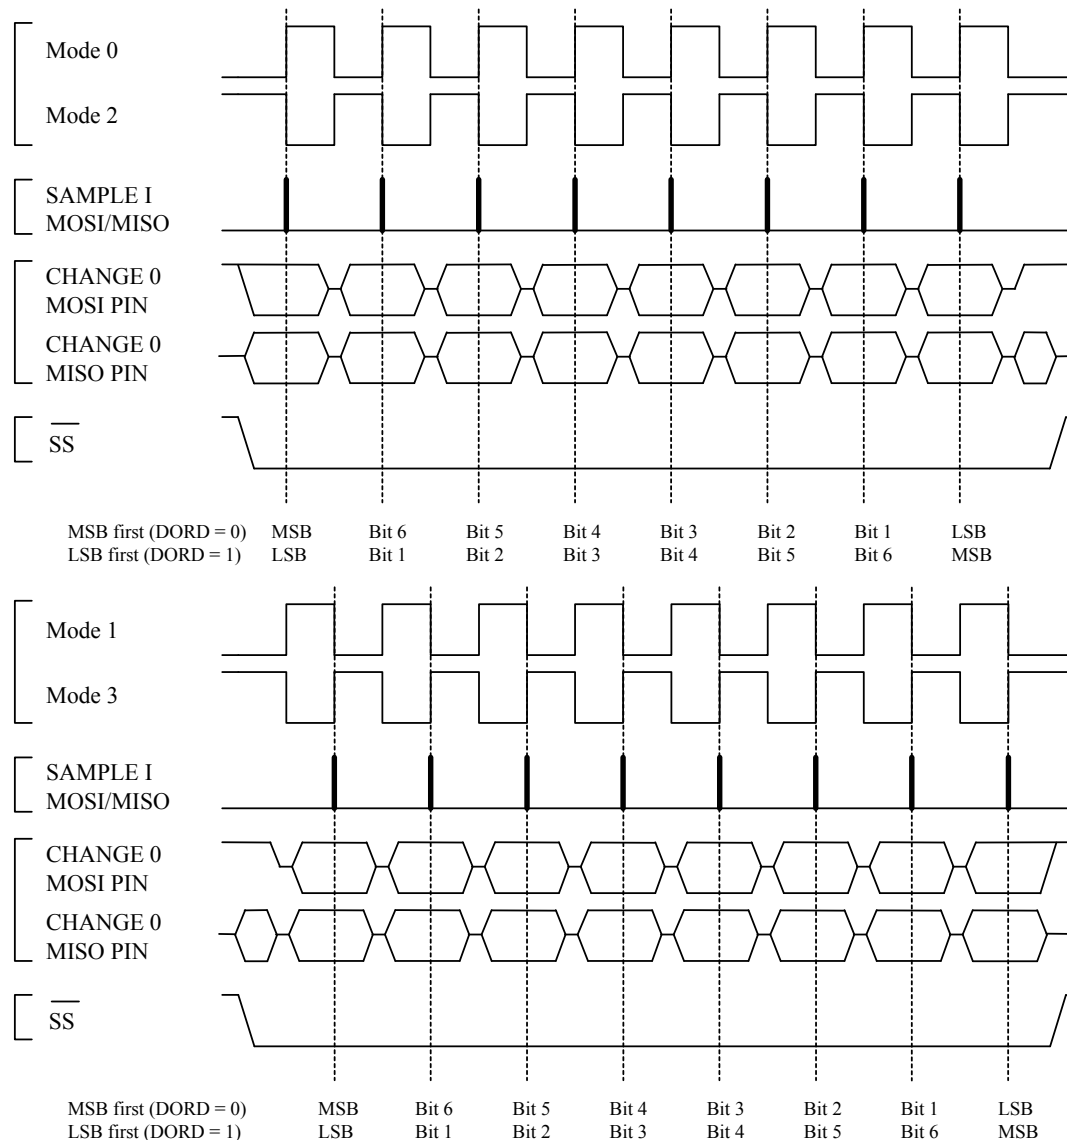 Mode 0
Mode 2
SAMPLE I
MOSI/MISO
CHANGE 0
MOSI PIN
CHANGE 0
MISO PIN
SS
MSB first (DORD = 0) MSB Bit 6 Bit 5 Bit 4 Bit 3 Bit 2 Bit 1 LSB
LSB first (DORD = 1) LSB Bit 1 Bit 2 Bit 3 Bit 4 Bit 5 Bit 6 MSB
Mode 1
Mode 3
SAMPLE I
MOSI/MISO
CHANGE 0
MOSI PIN
CHANGE 0
MISO PIN
SS
MSB first (DORD = 0) MSB Bit 6 Bit 5 Bit 4 Bit 3 Bit 2 Bit 1 LSB
LSB first (DORD = 1) LSB Bit 1 Bit 2 Bit 3 Bit 4 Bit 5 Bit 6 MSB